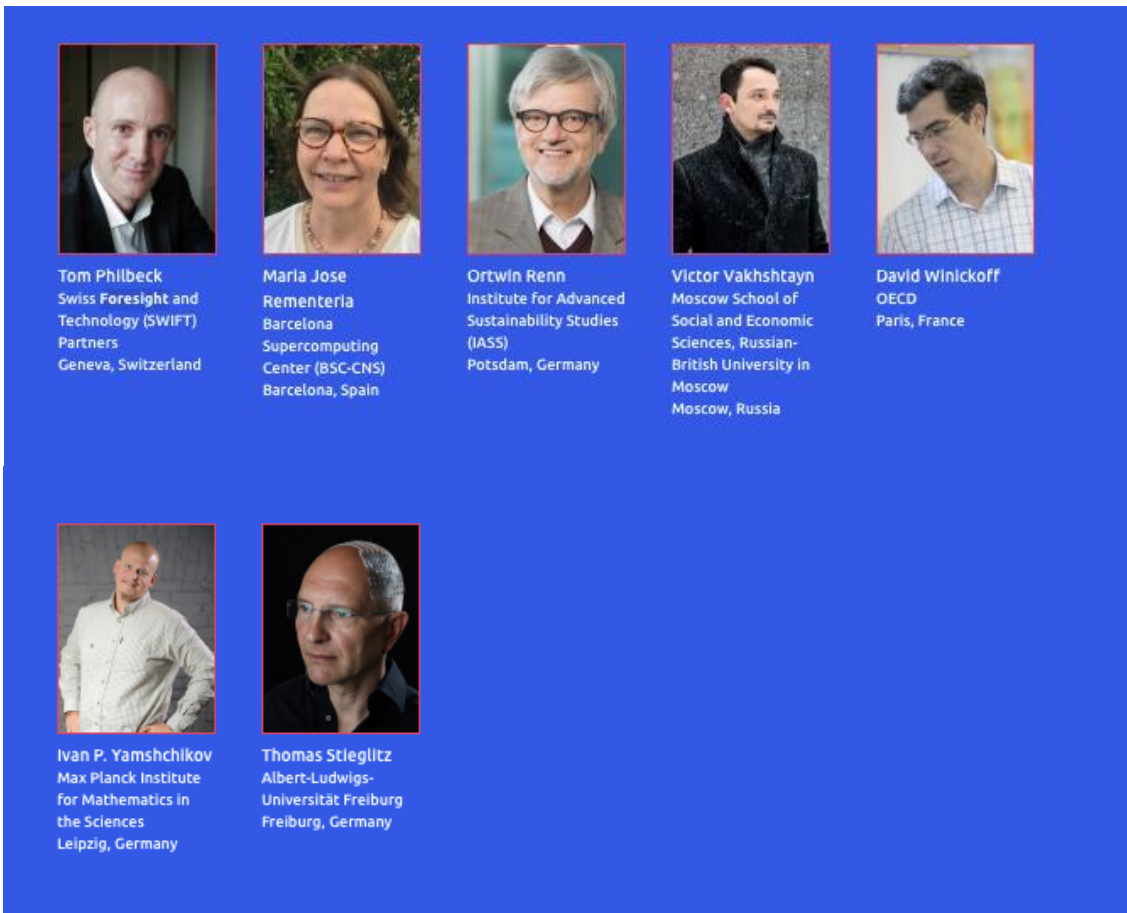 Tom Philbeck
Swiss Foresight and
Technology (SWIFT)
Partners
Geneva, Switzerland
Maria Jose
Rementeria
Barcelona
Supercomputing
Center (BSC-CNS)
Barcelona, Spain
Ortwin Renn
Institute for Advanced
Sustainability Studies
(IASS)
Potsdam, Germany
Victor Vakhshtayn
Moscow School of
Social and Economic
Sciences, Russian-
British University in
Moscow
Moscow, Russia
David Winickoff
OECD
Paris, France
Ivan P. Yamshchikov
Max Planck Institute
for Mathematics in
the Sciences
Leipzig, Germany
Thomas Stieglitz
Albert-Ludwigs-
Universität Freiburg
Freiburg, Germany